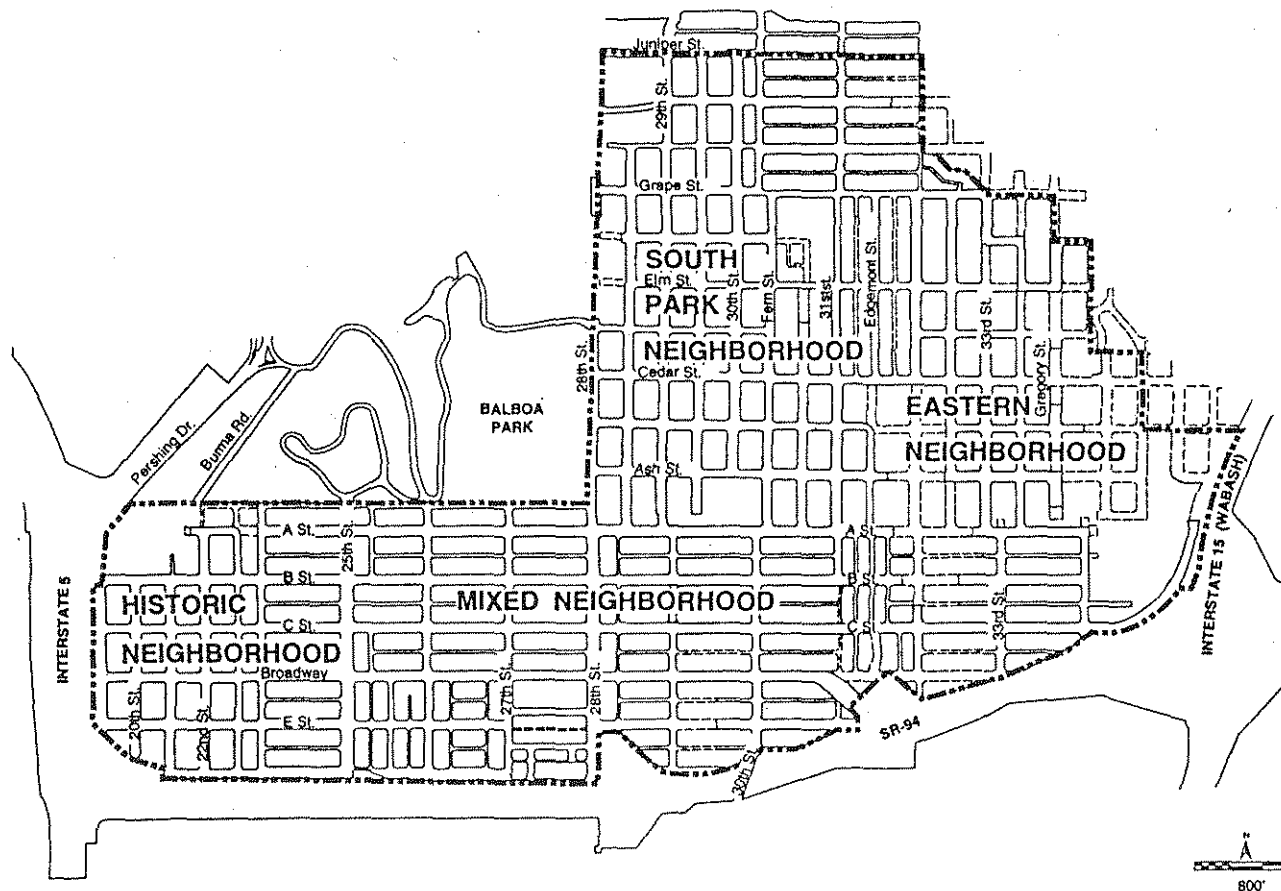 Juniper St.
29th St.
Grape St.
SOUTH
Elm St.
PARK
NEIGHBORHOOD
Cedar St.
28th St.
30th St.
Fern St.
31st st.
Edgemont St.
33rd St.
Gregory St.
EASTERN
NEIGHBORHOOD
BALBOA
PARK
Pershing Dr.
Burma Rd.
Ash St.
A St.
A St.
25th St.
B St.
B S
HISTORIC
MIXED NEIGHBORHOOD
C St.
C S
NEIGHBORHOOD
Broadway
33rd St.
INTERSTATE 5
INTERSTATE 15 (WABASH)
27th St.
28th St.
20th St.
22nd St.
E St.
SR-94
30th St.
N
800'